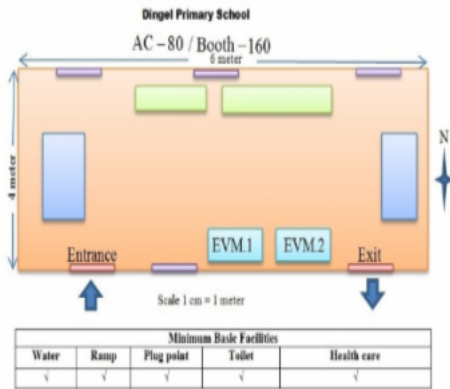 Dingel Primary School
AC – 80 / Booth –160
6 meter
4 meter
N
EVM.1 EVM.2
Entrance Exit
Scale 1 cm = 1 meter
Minimum Basic Facilities
Water Ramp Plug point Toilet Health care
√ √ √ √ √